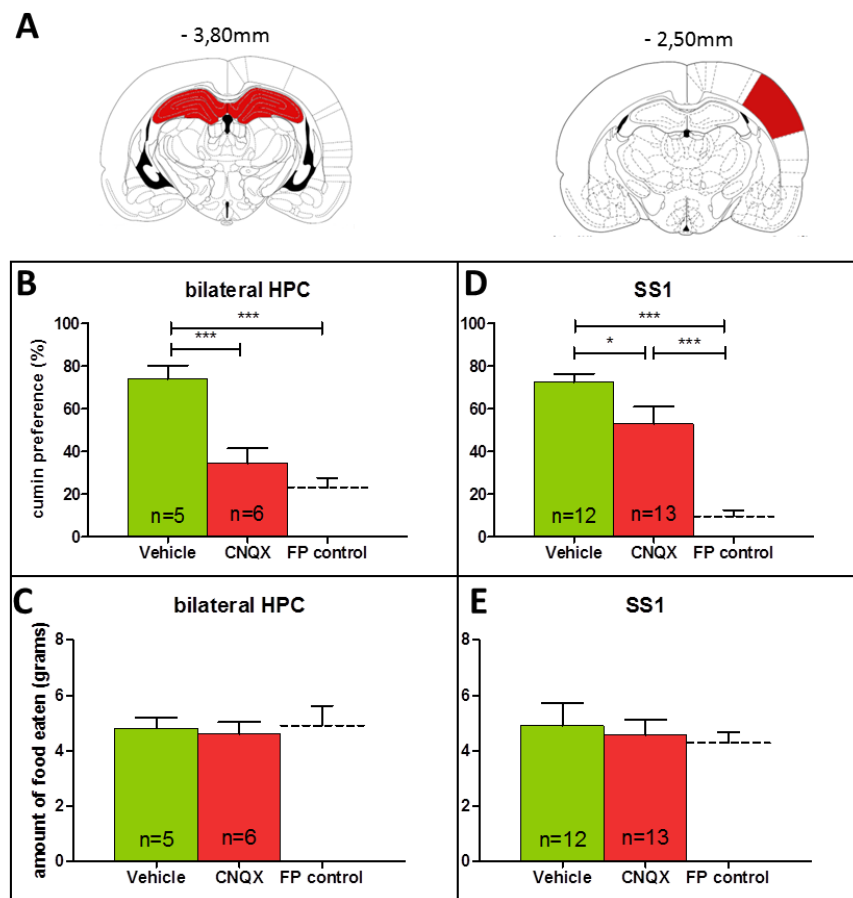 A
- 3,80mm
- 2,50mm
B
bilateral HPC
cumin preference (%)
100
80
60
40
20
0
***
***
n=5
n=6
Vehicle
CNQX
FP control
D
SS1
100
80
60
40
20
0
***
*
***
n=12
n=13
Vehicle
CNQX
FP control
C
bilateral HPC
amount of food eaten (grams)
8
6
4
2
0
n=5
n=6
Vehicle
CNQX
FP control
E
SS1
8
6
4
2
0
n=12
n=13
Vehicle
CNQX
FP control